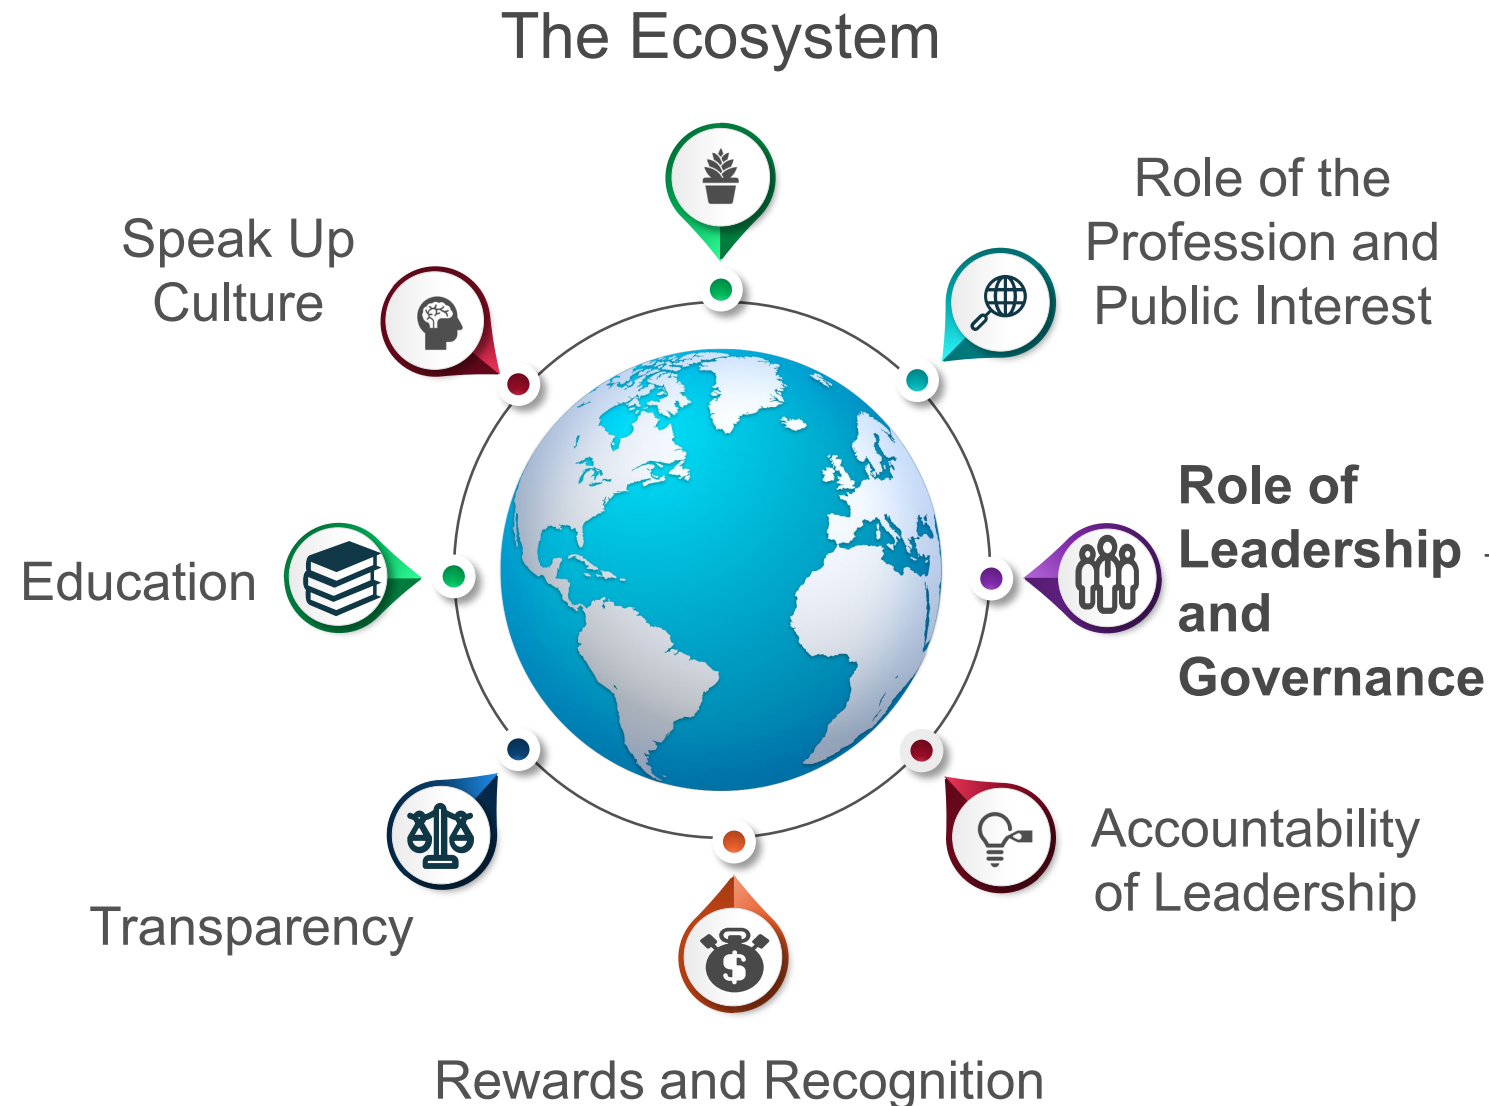 The Ecosystem
Role of the
Profession and
Public Interest
Speak Up
Culture
Role of
Leadership
and
Governance
Education
Accountability
of Leadership
Transparency
$
Rewards and Recognition